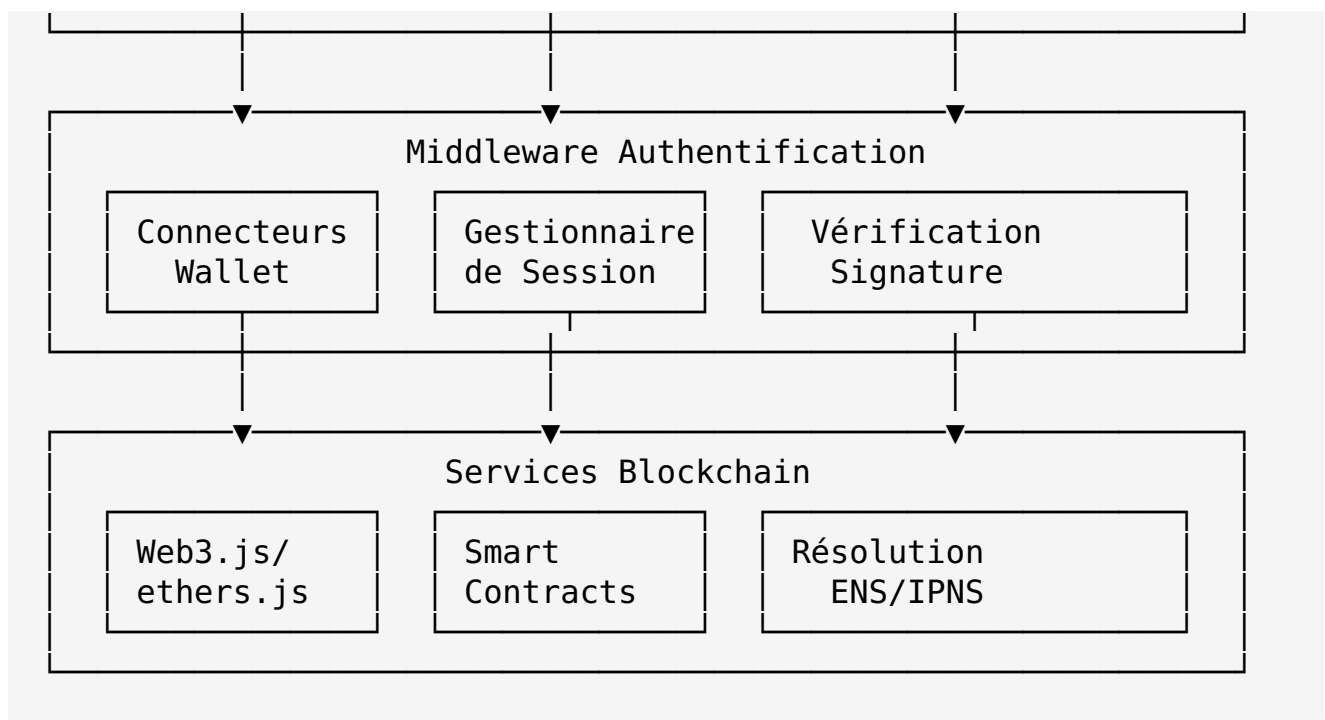 Middleware Authentification
Connecteurs Gestionnaire Vérification
Wallet de Session Signature
Services Blockchain
Web3.js/ Smart Résolution
ethers.js Contracts ENS/IPNS